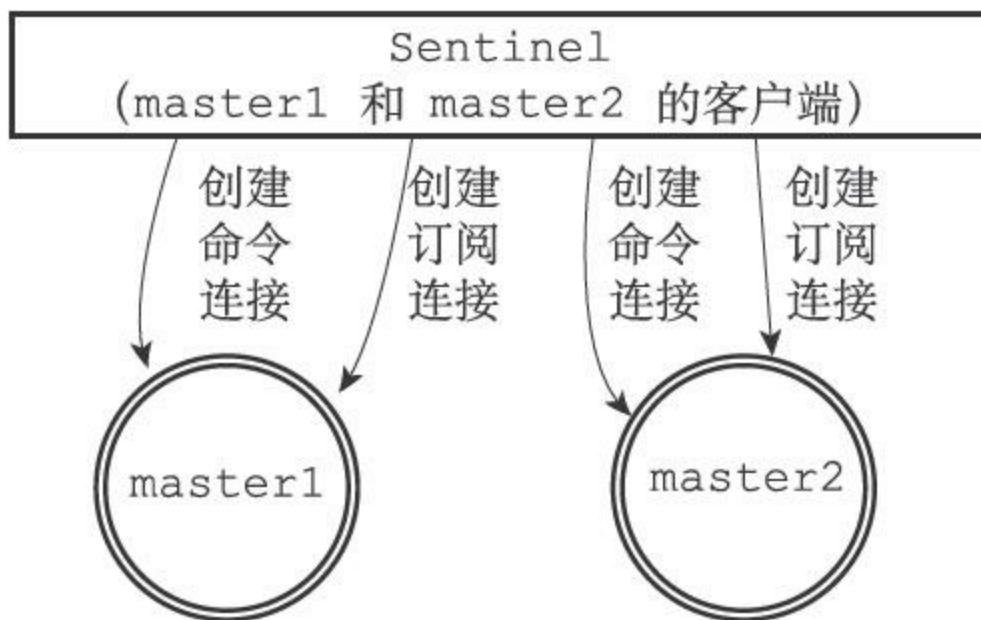 Sentinel
(master1 和 master2 的客户端)
创建
命令
连接
创建
订阅
连接
创建
命令
连接
创建
订阅
连接
master1
master2